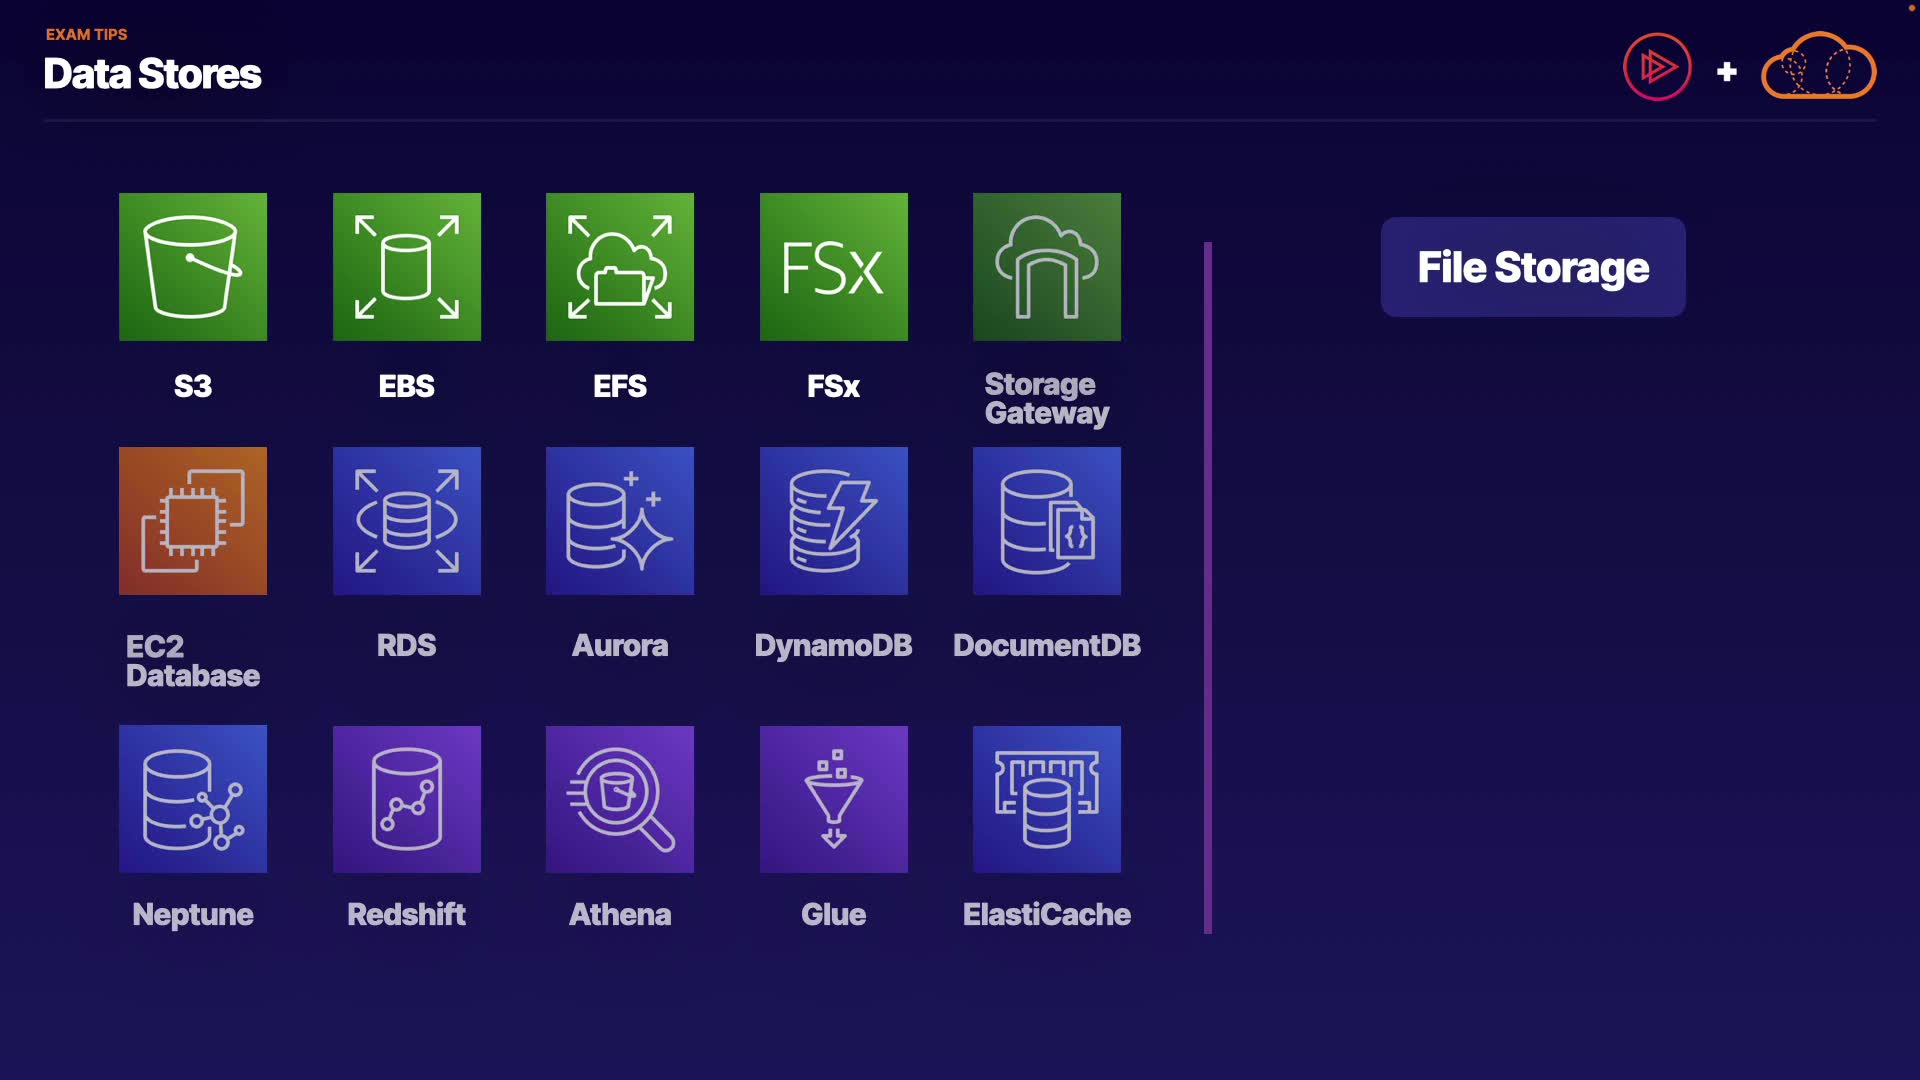 EXAM TIPS
Data Stores
File Storage
FSx
S3
EBS
EFS
FSx
Storage
Gateway
{}
EC2
Database
RDS
Aurora
DynamoDB
DocumentDB
Neptune
Redshift
Athena
Glue
ElastiCache